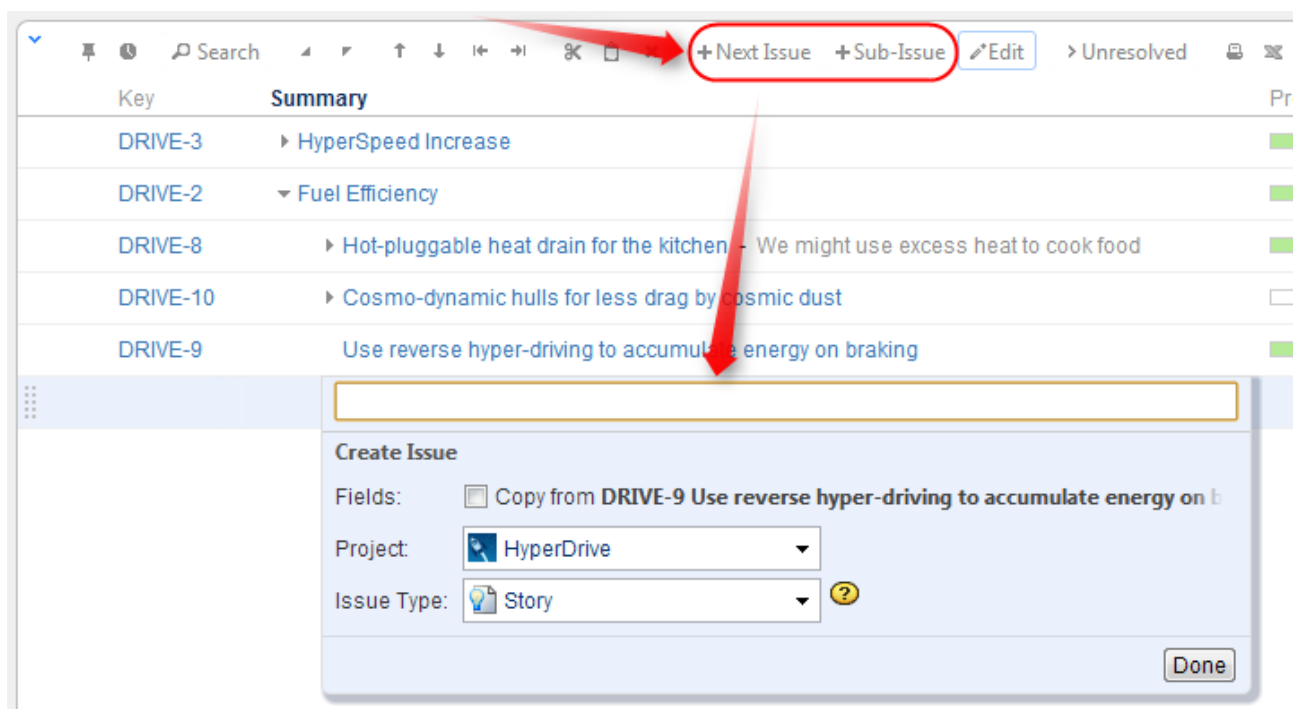 Search +Next Issue +Sub-Issue Edit >Unresolved
Key Summary Pr
DRIVE-3 HyperSpeed Increase
DRIVE-2 Fuel Efficiency
DRIVE-8 Hot-pluggable heat drain for the kitchen - We might use excess heat to cook food
DRIVE-10 Cosmo-dynamic hulls for less drag by cosmic dust
DRIVE-9 Use reverse hyper-driving to accumulate energy on braking
Create Issue
Fields: Copy from DRIVE-9 Use reverse hyper-driving to accumulate energy on b
Project: HyperDrive
Issue Type: Story ?
Done